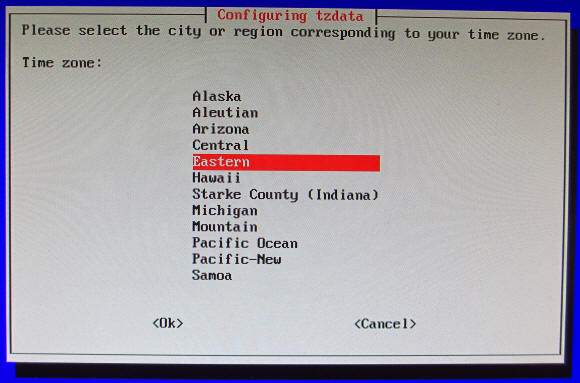 Configuring tzdata
Please select the city or region corresponding to your time zone.
Time zone:
Alaska
Aleutian
Arizona
Central
Eastern
Hawaii
Starke County (Indiana)
Michigan
Mountain
Pacific Ocean
Pacific-New
Samoa
<Ok> <Cancel>